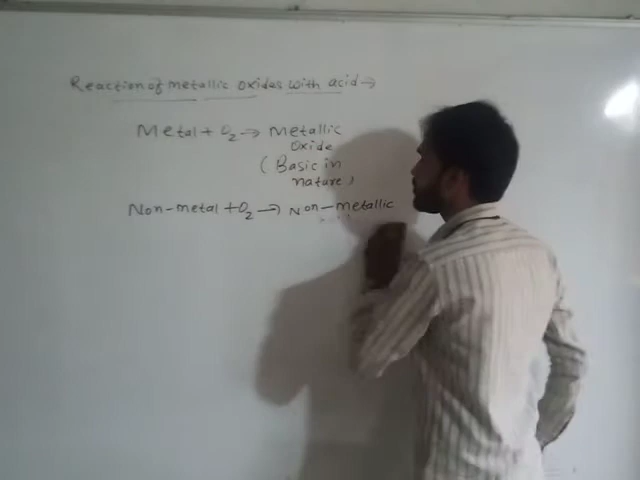 Reaction of metallic oxides with acid →
Metal + O₂ → Metallic
oxide
(Basic in
nature)
Non-metal + O₂ → Non-metallic